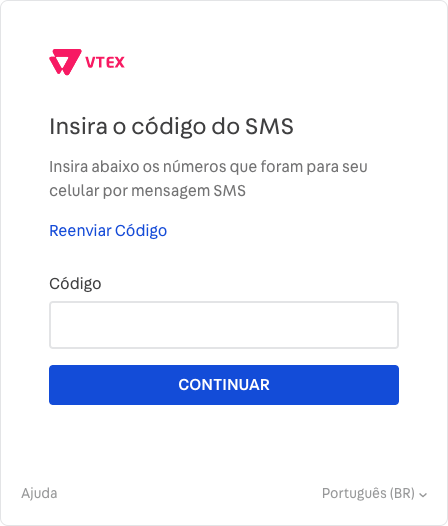 VTEX
Insira o código do SMS
Insira abaixo os números que foram para seu
celular por mensagem SMS
Reenviar Código
Código
CONTINUAR
Ajuda
Português (BR)